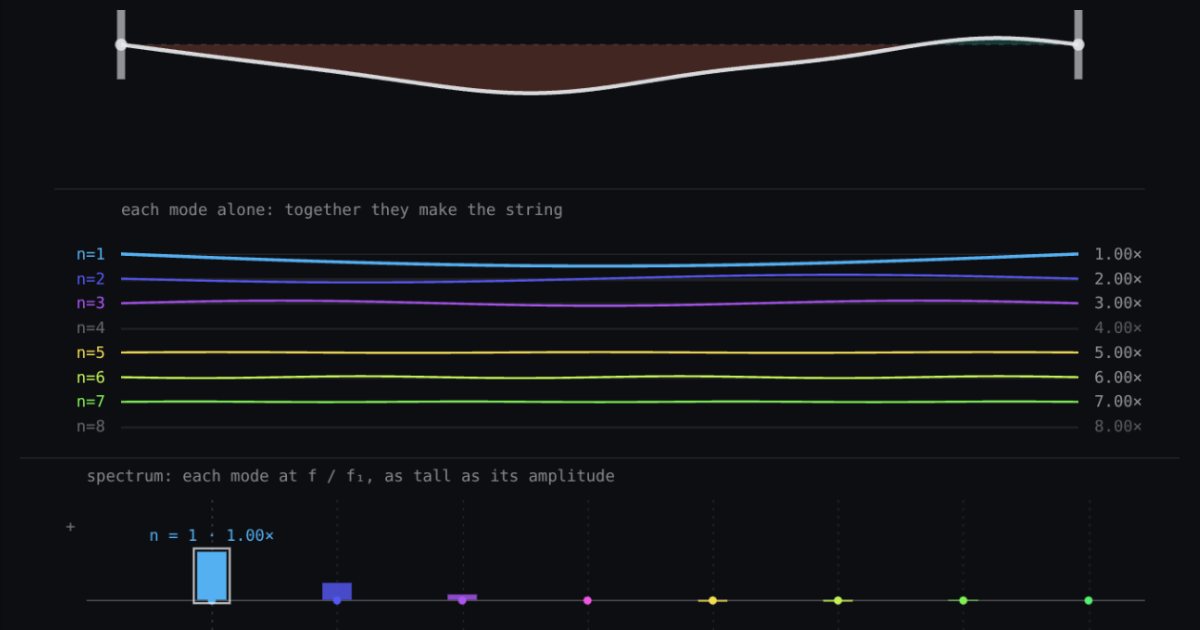 each mode alone: together they make the string
n=1 1.00×
n=2 2.00×
n=3 3.00×
n=4 4.00×
n=5 5.00×
n=6 6.00×
n=7 7.00×
n=8 8.00×
spectrum: each mode at f / f₁, as tall as its amplitude
+
n = 1 · 1.00×